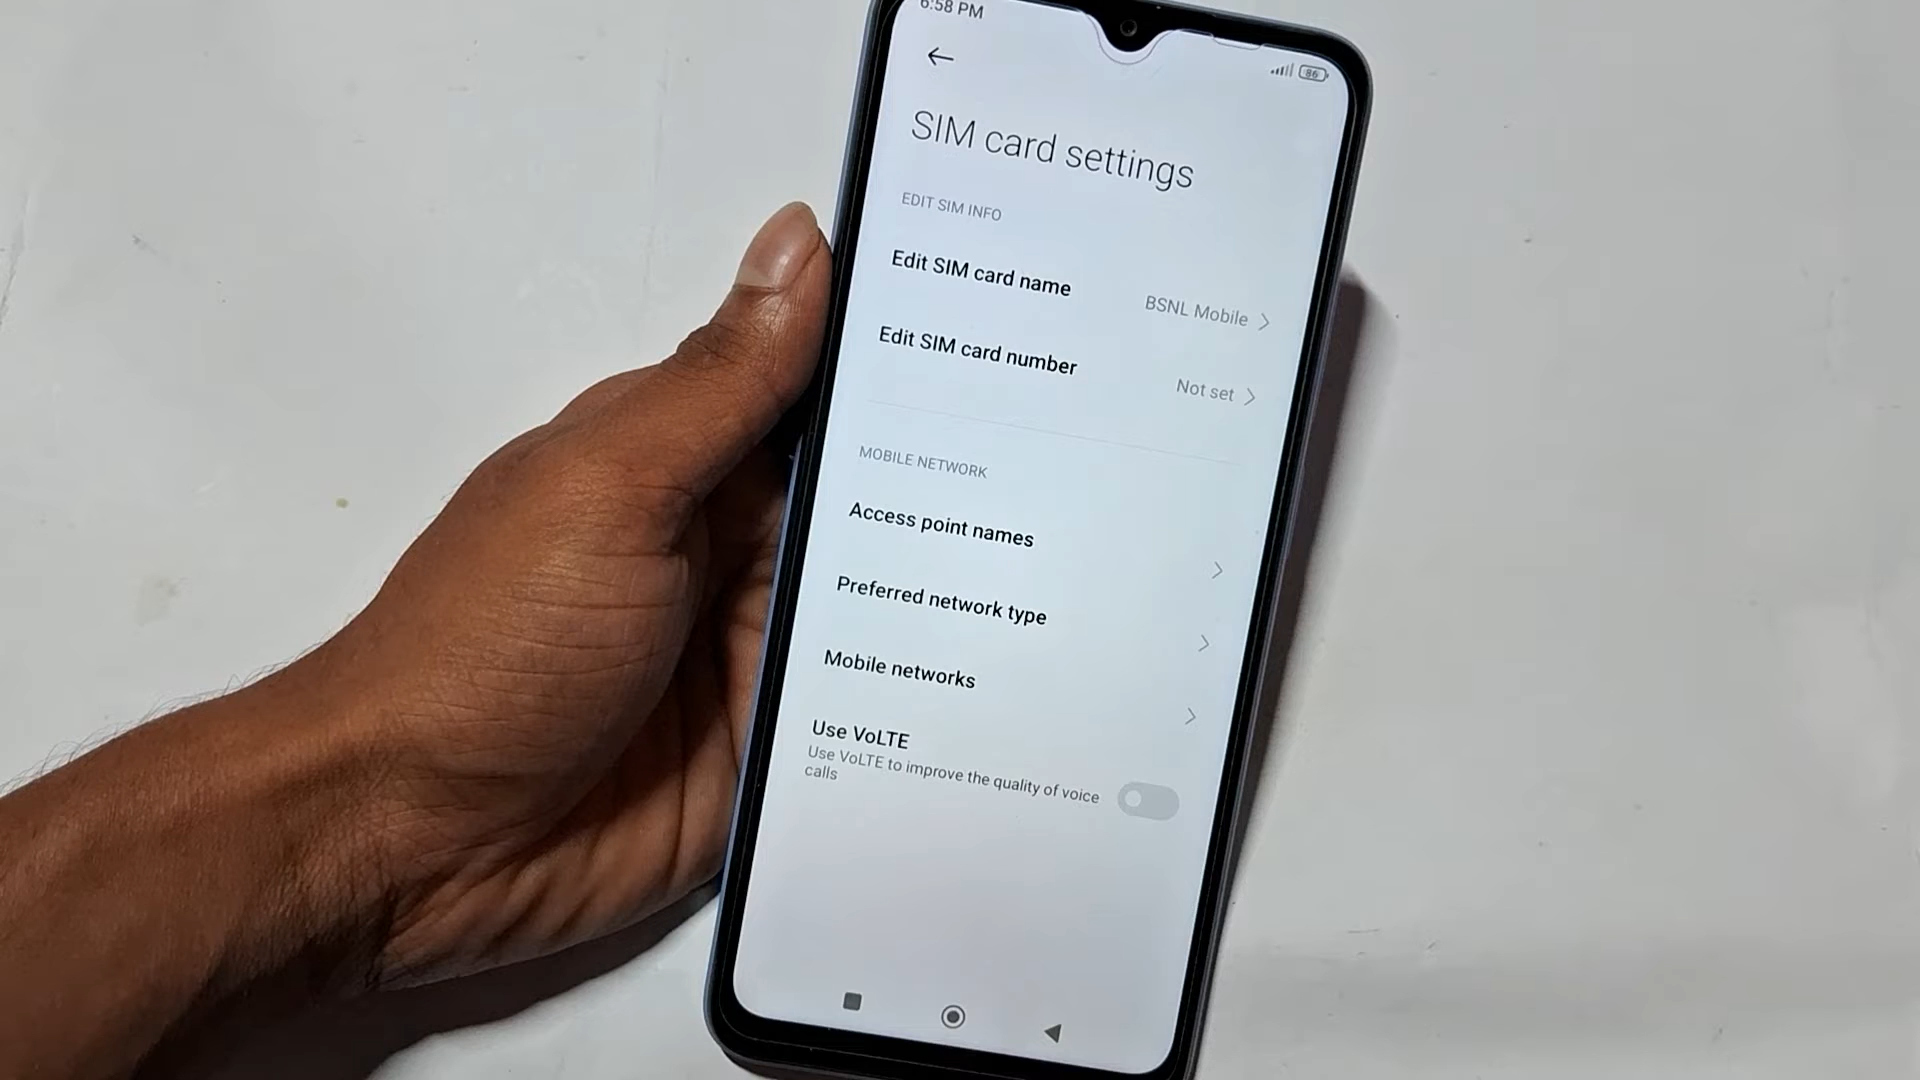 6:58 PM
86
SIM card settings
EDIT SIM INFO
Edit SIM card name
BSNL Mobile
Edit SIM card number
Not set
MOBILE NETWORK
Access point names
Preferred network type
Mobile networks
Use VoLTE
Use VoLTE to improve the quality of voice
calls